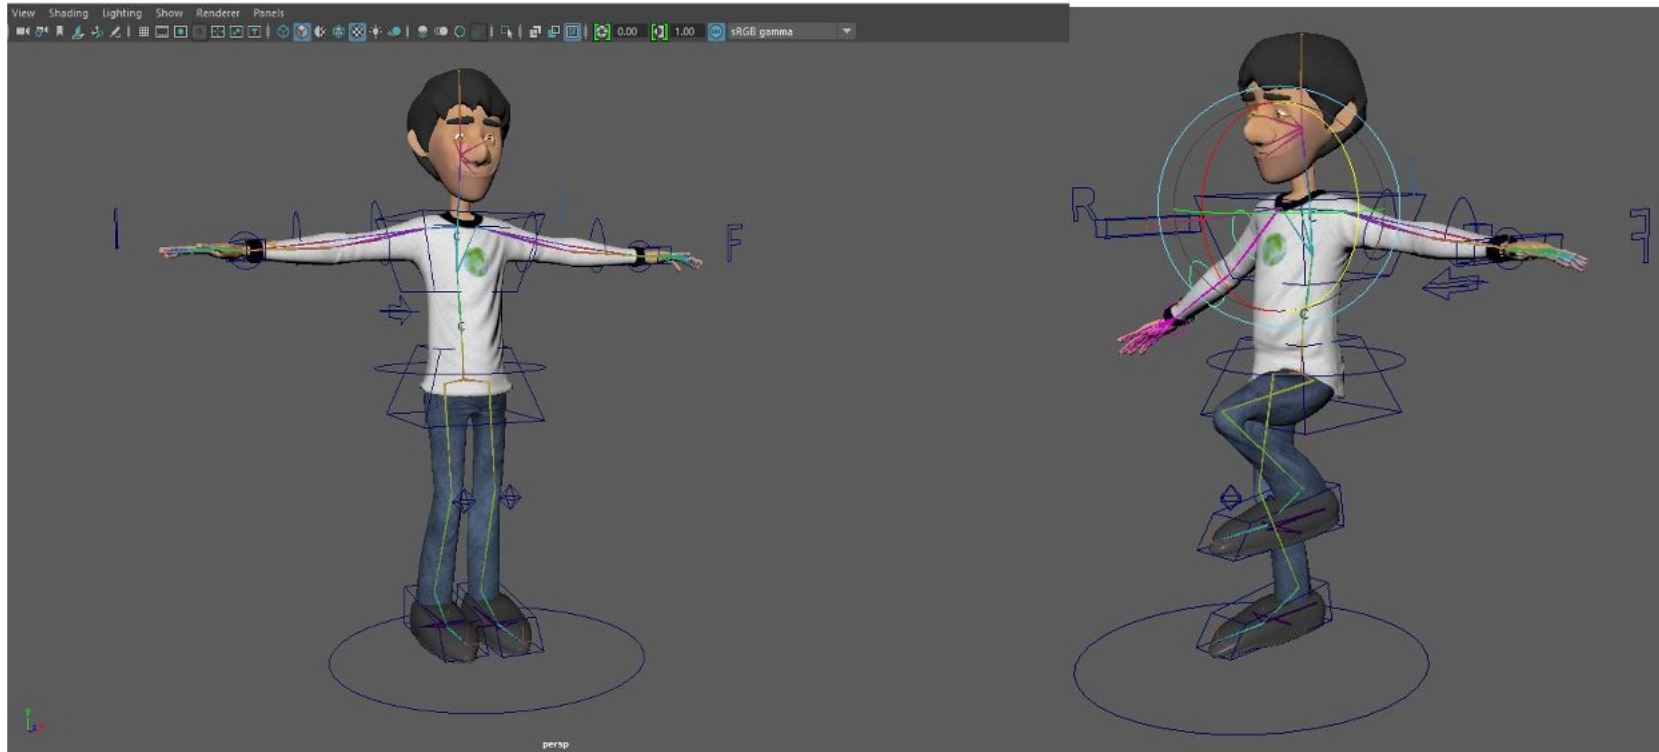 View Shading Lighting Show Renderer Panels
0.00 1.00 sRGB gamma
R
F
C
C
C
C
persp
y